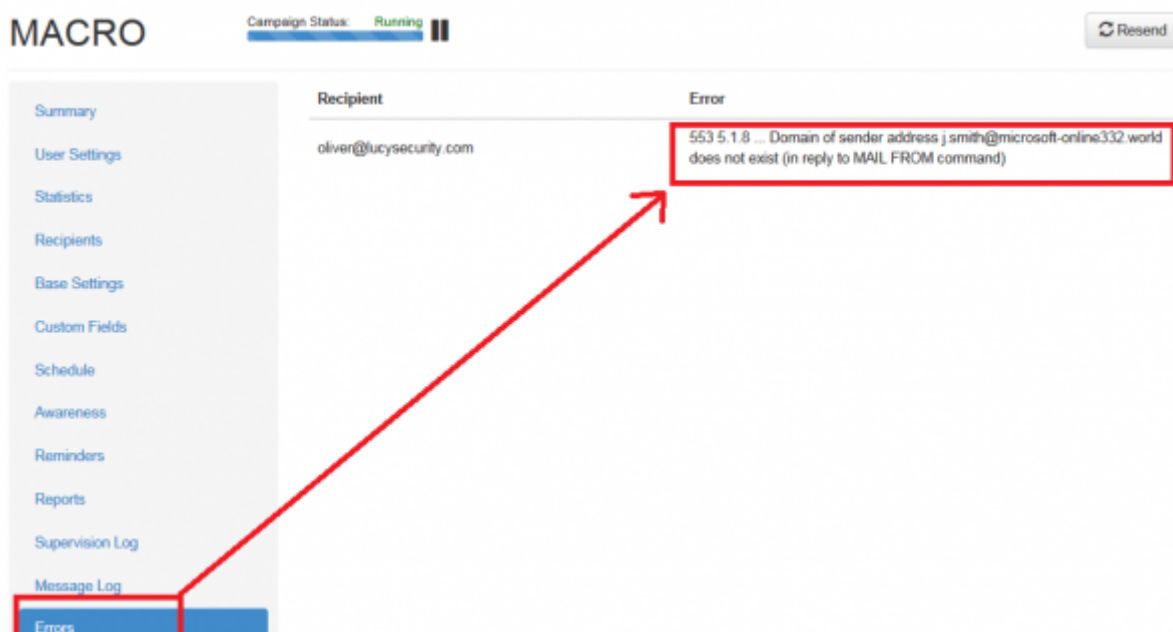 MACRO
Campaign Status: Running
Resend
Summary
User Settings
Statistics
Recipients
Base Settings
Custom Fields
Schedule
Awareness
Reminders
Reports
Supervision Log
Message Log
Errors
Recipient Error
oliver@lucysecurity.com
553 5.1.8 ... Domain of sender address j.smith@microsoft-online332.world
does not exist (in reply to MAIL FROM command)